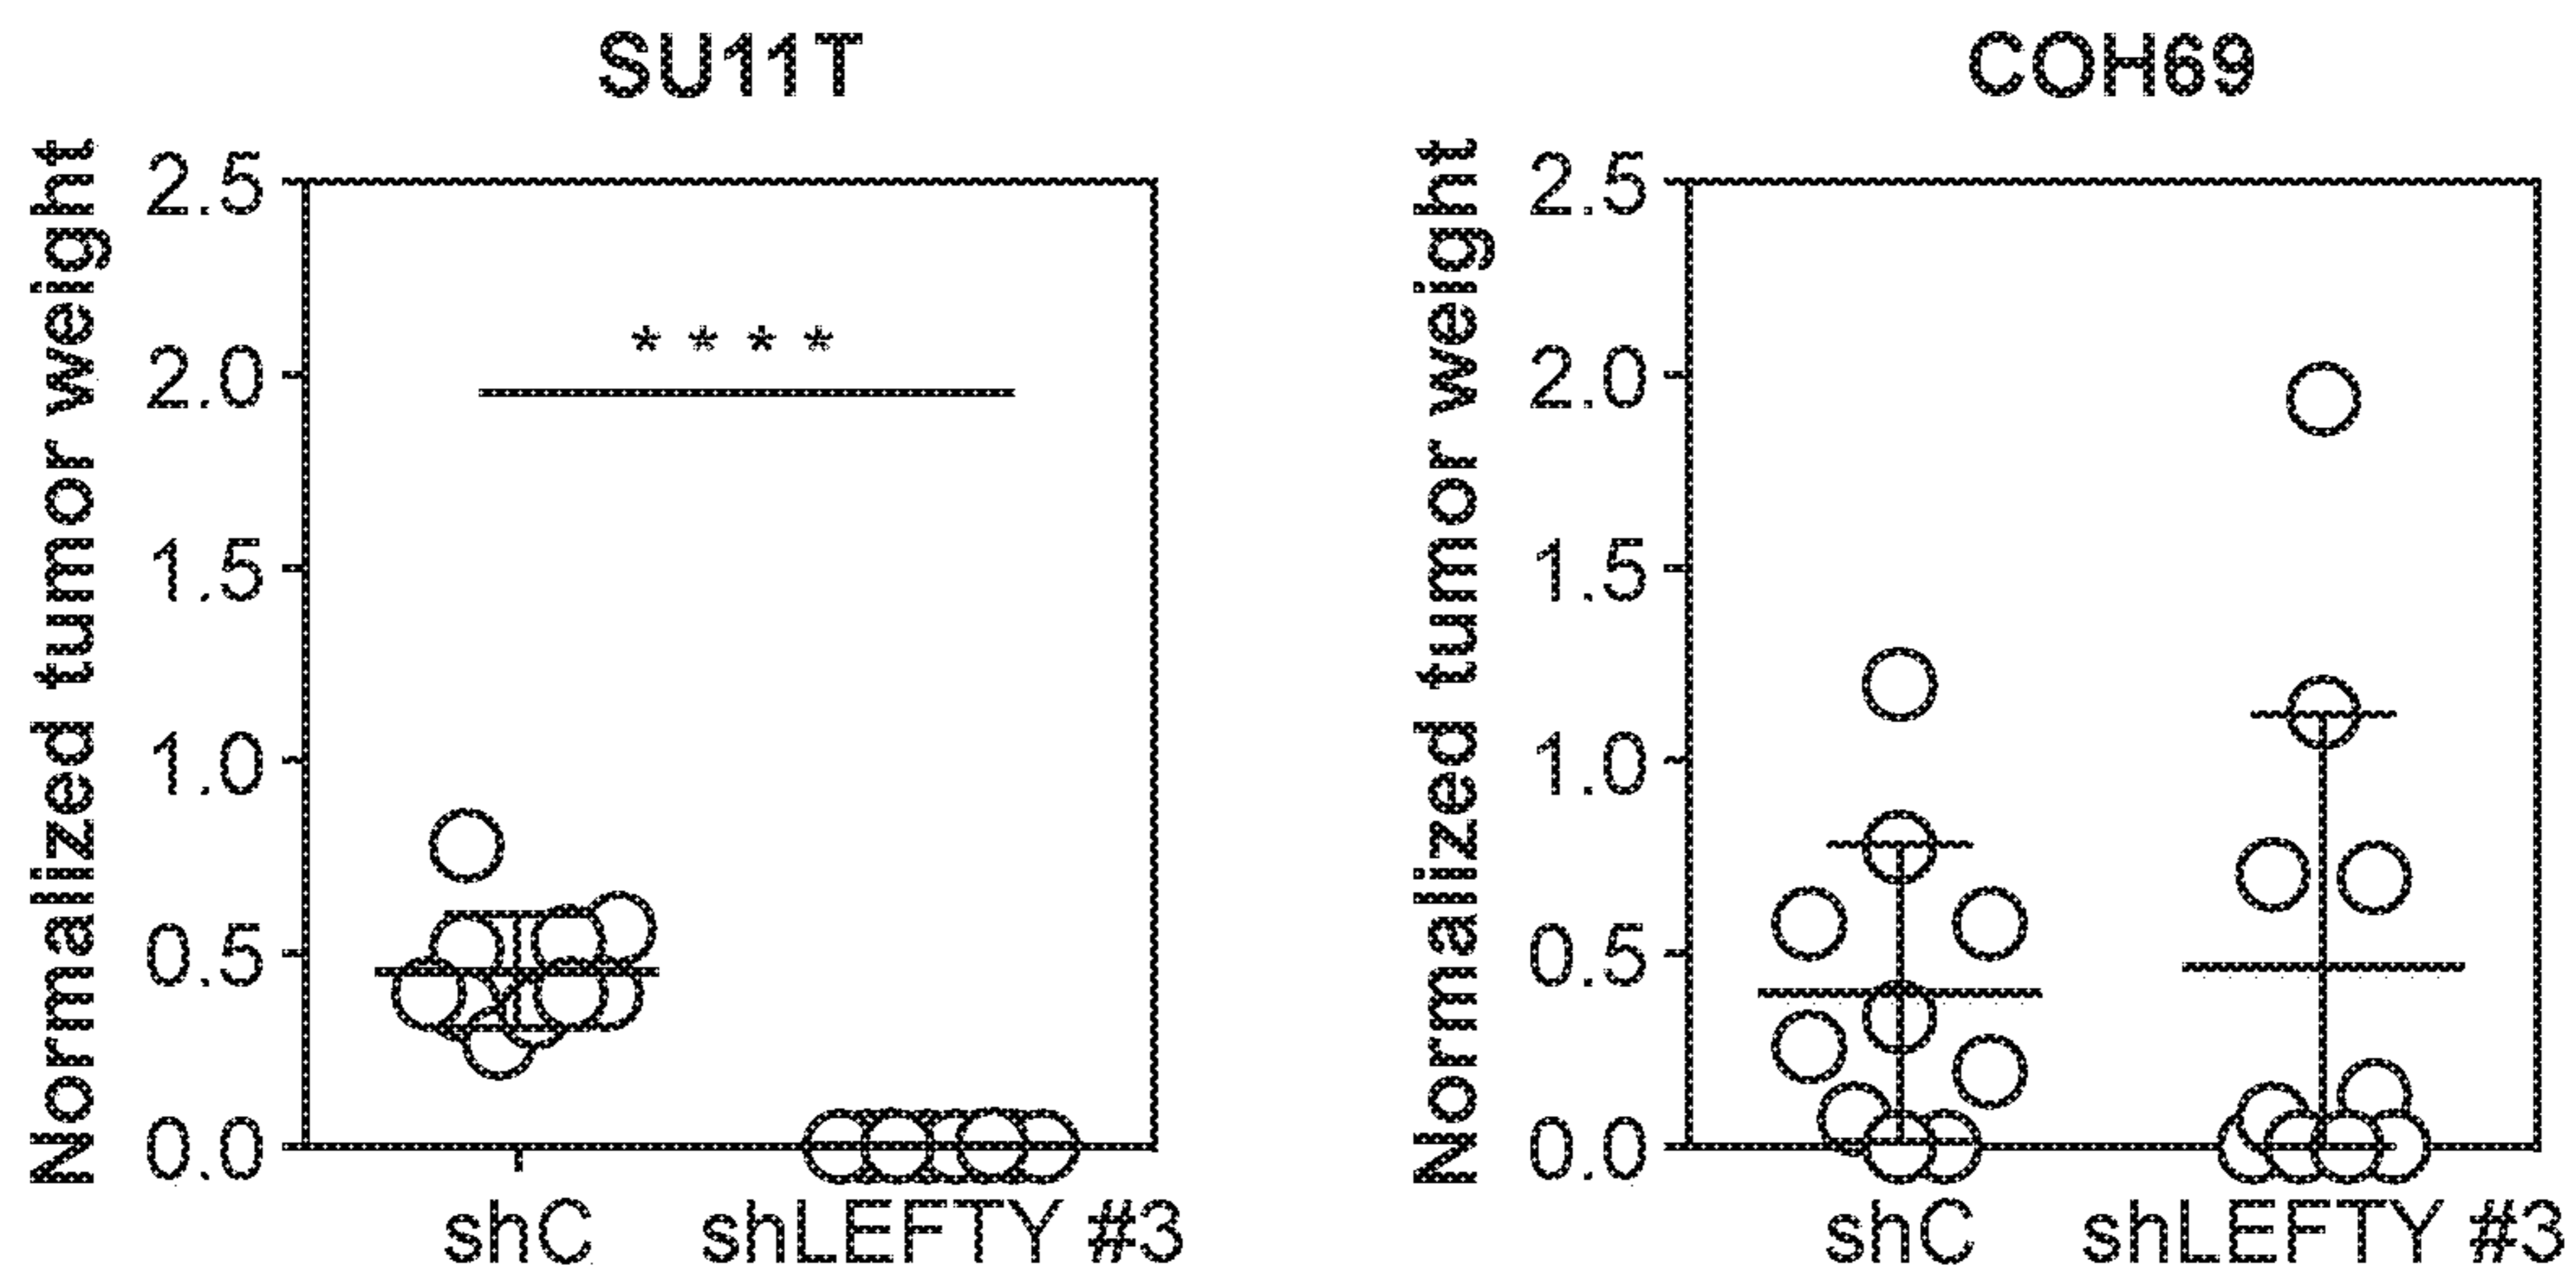 SU11T
Normalized tumor weight
2.5
2.0
1.5
1.0
0.5
0.0
* * * *
shC
shLEFTY #3
COH69
Normalized tumor weight
2.5
2.0
1.5
1.0
0.5
0.0
shC
shLEFTY #3